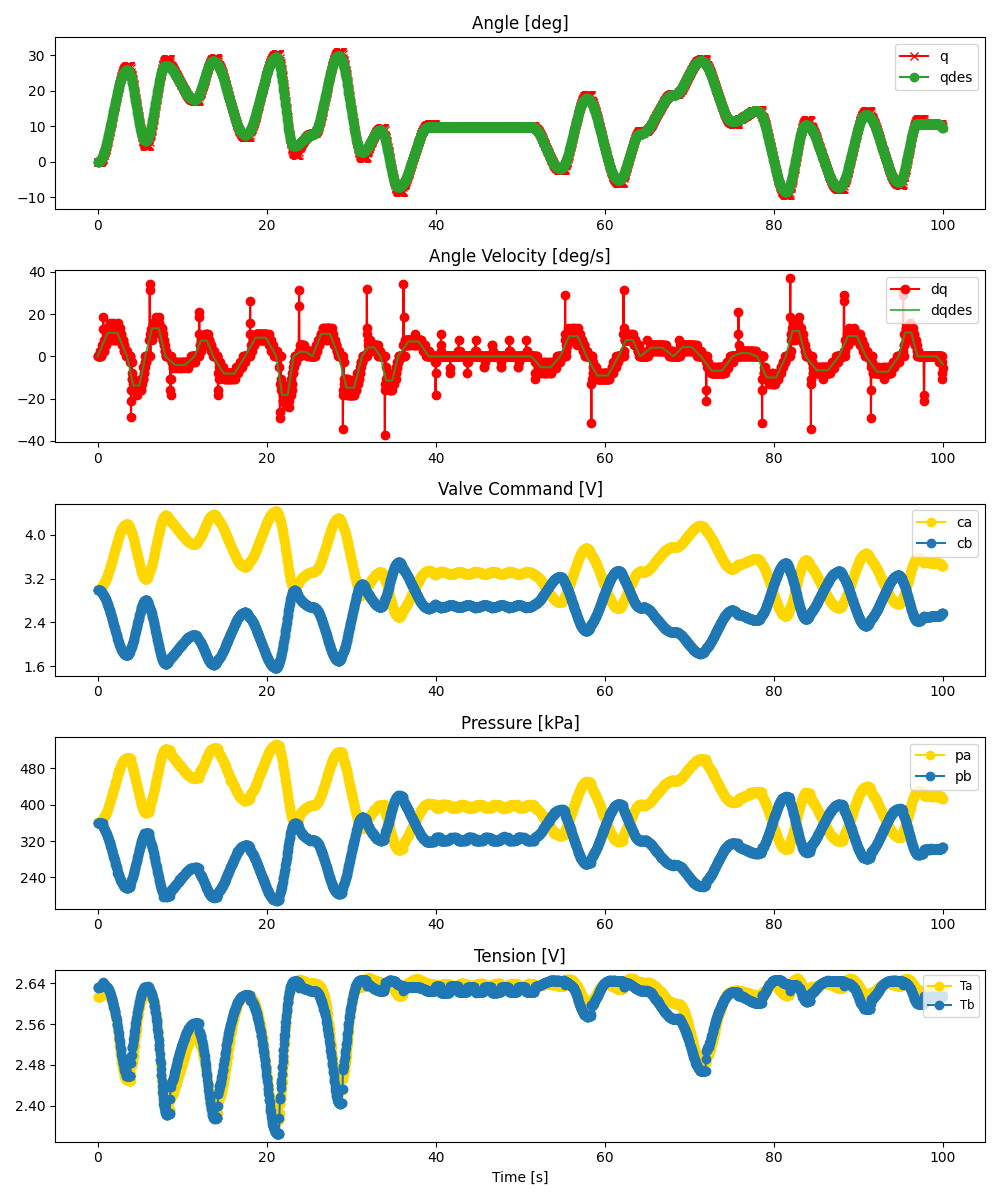 Angle [deg]
30
20
10
0
−10
q
qdes
0 20 40 60 80 100
Angle Velocity [deg/s]
40
20
0
−20
−40
dq
dqdes
0 20 40 60 80 100
Valve Command [V]
4.0
3.2
2.4
1.6
ca
cb
0 20 40 60 80 100
Pressure [kPa]
480
400
320
240
pa
pb
0 20 40 60 80 100
Tension [V]
2.64
2.56
2.48
2.40
Ta
Tb
0 20 40 60 80 100
Time [s]